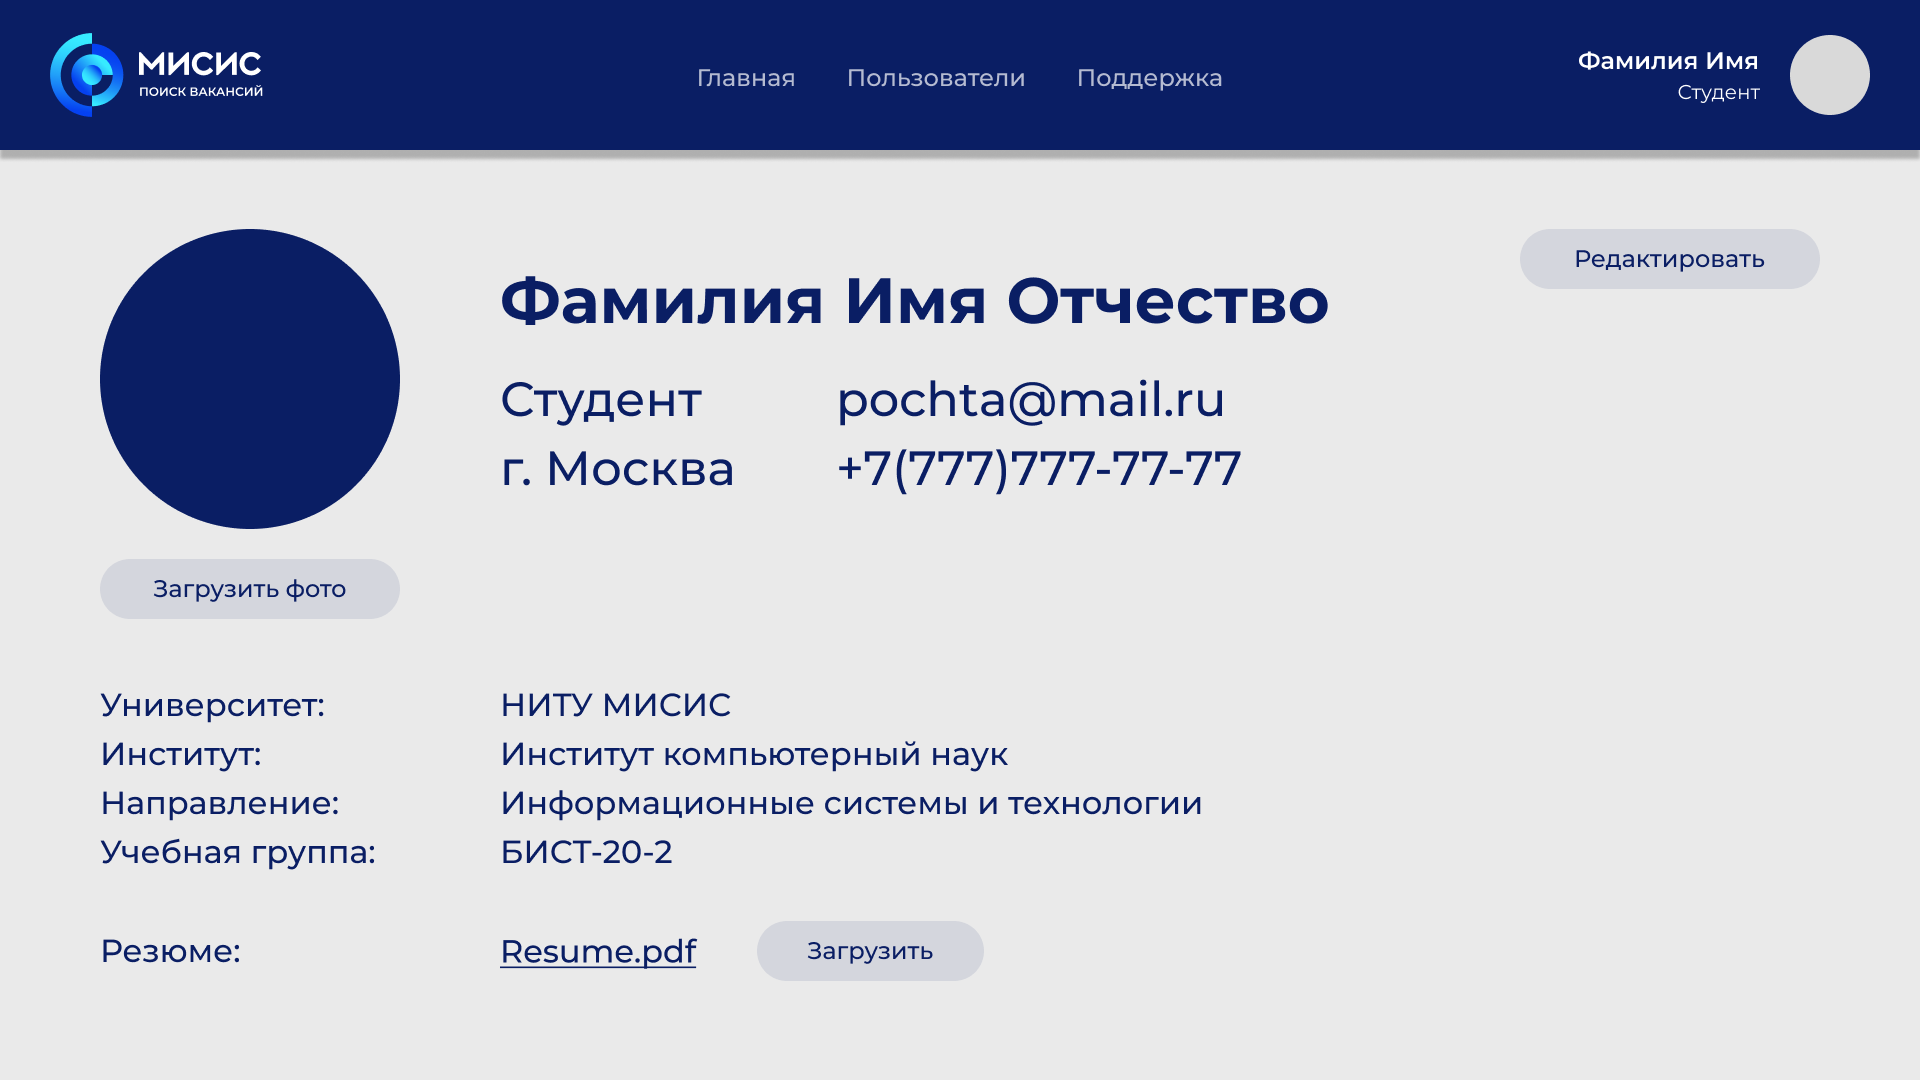 МИСИС
ПОИСК ВАКАНСИЙ
Главная Пользователи Поддержка
Фамилия Имя
Студент
Редактировать
Фамилия Имя Отчество
Студент pochta@mail.ru
г. Москва +7(777)777-77-77
Загрузить фото
Университет: НИТУ МИСИС
Институт: Институт компьютерный наук
Направление: Информационные системы и технологии
Учебная группа: БИСТ-20-2
Резюме: Resume.pdf Загрузить